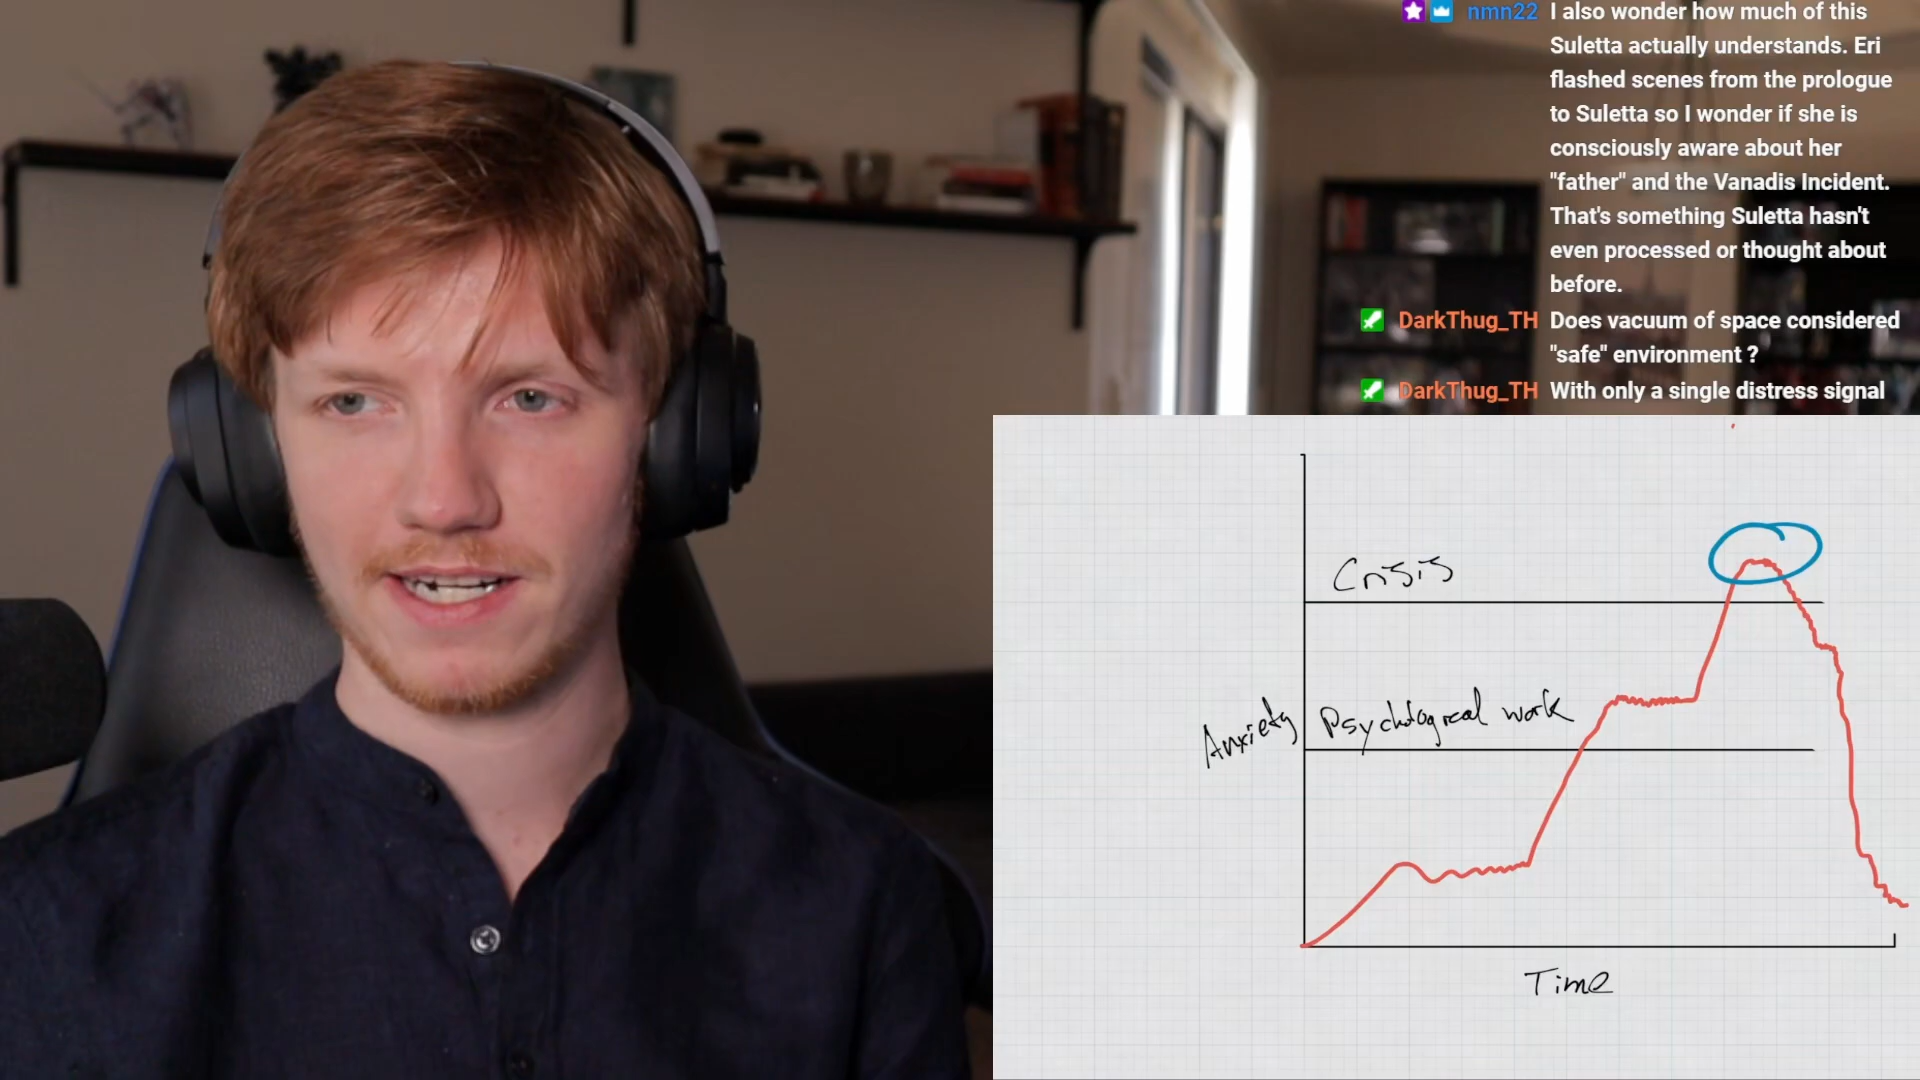 nmn22 I also wonder how much of this
Suletta actually understands. Eri
flashed scenes from the prologue
to Suletta so I wonder if she is
consciously aware about her
"father" and the Vanadis Incident.
That's something Suletta hasn't
even processed or thought about
before.
DarkThug_TH Does vacuum of space considered
"safe" environment ?
DarkThug_TH With only a single distress signal
Crisis
Anxiety
Psychological work
Time